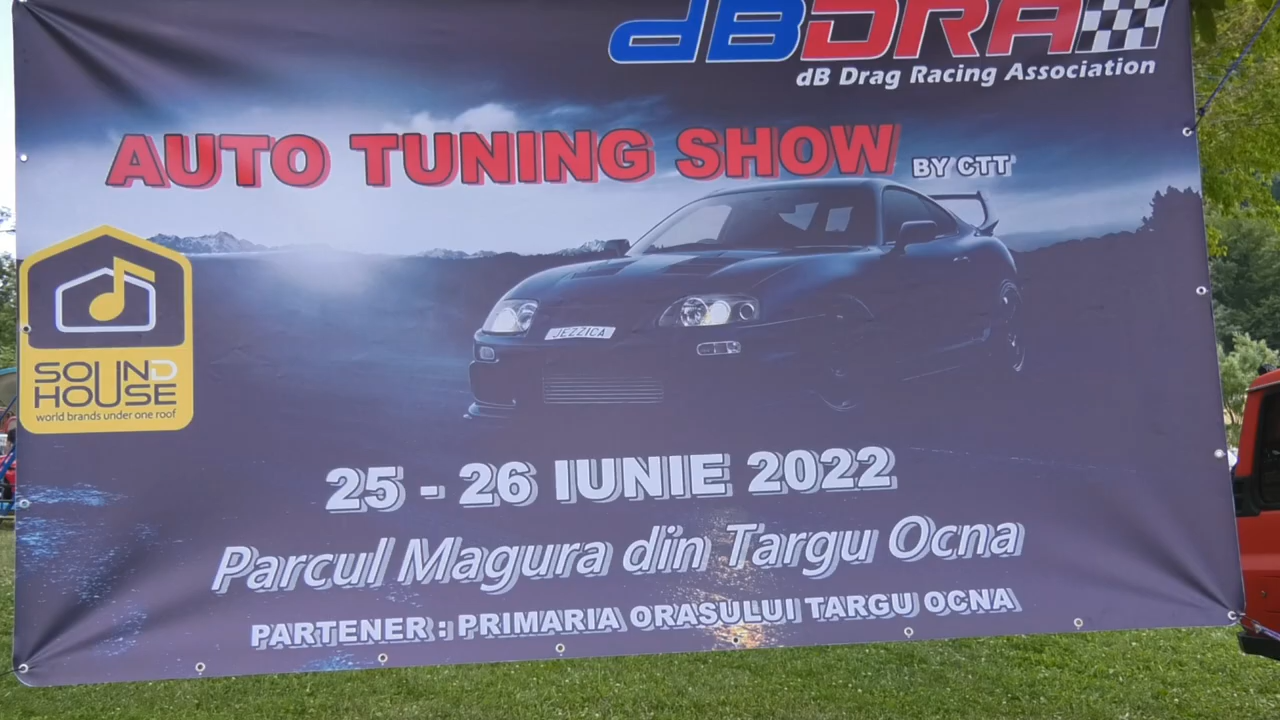 dBDRA
dB Drag Racing Association
AUTO TUNING SHOW BY CTT
JEZZICA
SOUND
HOUSE
world brands under one roof
25 - 26 IUNIE 2022
Parcul Magura din Targu Ocna
PARTENER : PRIMARIA ORASULUI TARGU OCNA